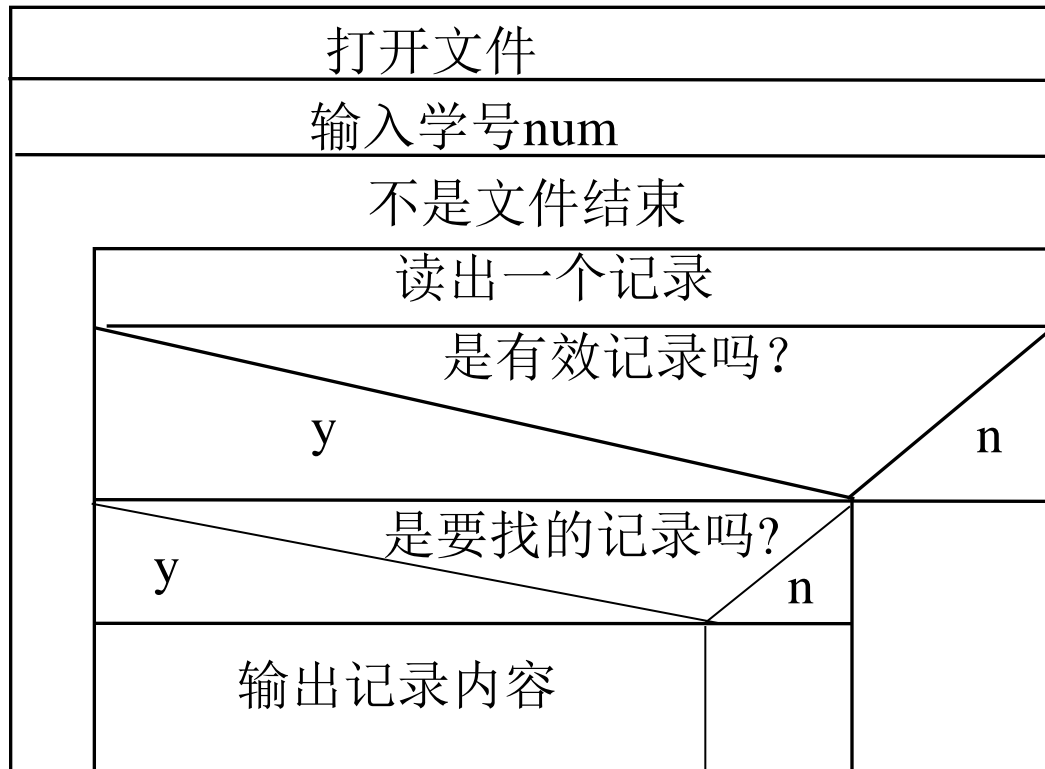 打开文件
输入学号num
不是文件结束
读出一个记录
是有效记录吗？
y
n
是要找的记录吗?
y
n
输出记录内容